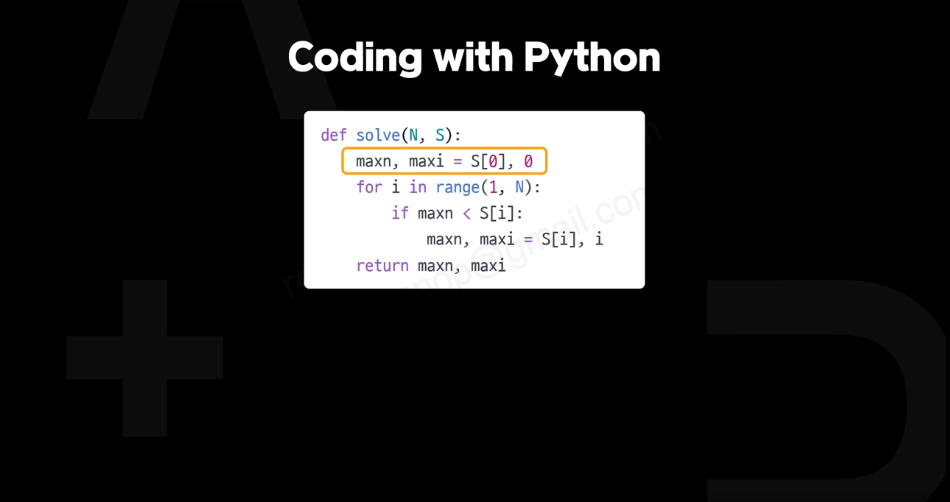 Coding with Python
def solve(N, S):
    maxn, maxi = S[0], 0
    for i in range(1, N):
        if maxn < S[i]:
            maxn, maxi = S[i], i
    return maxn, maxi